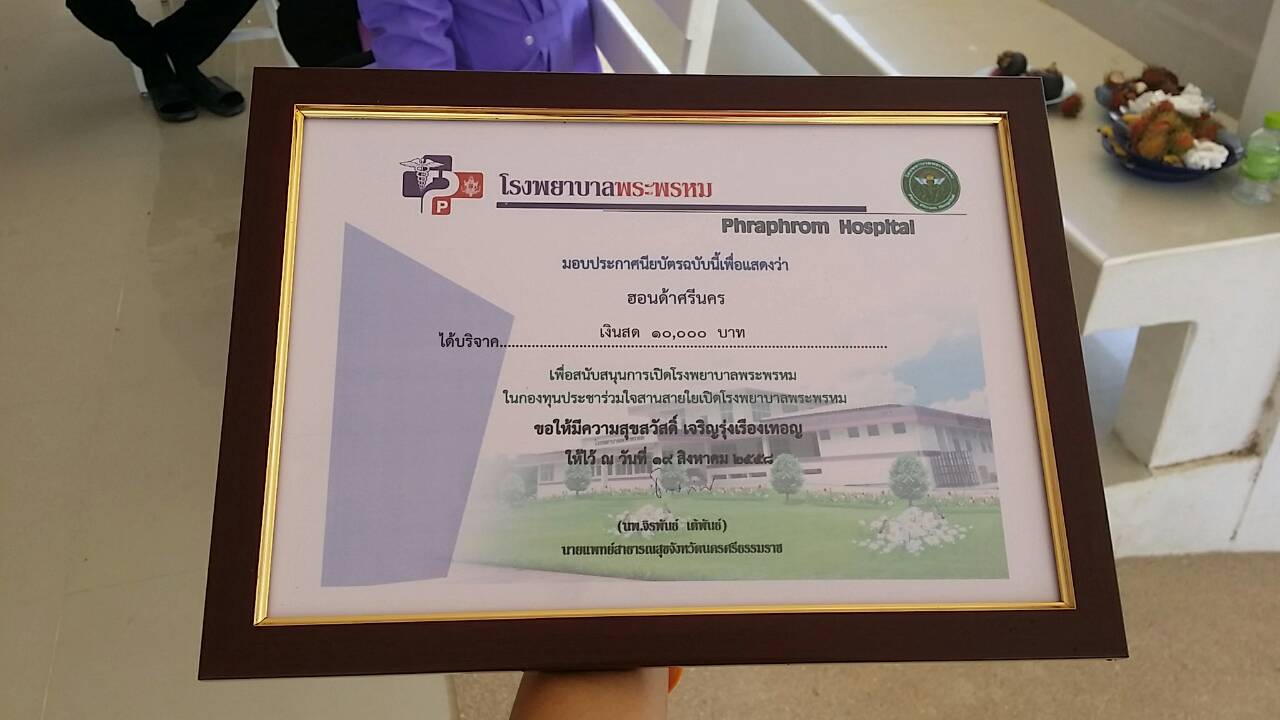 โรงพยาบาลพระพรหม
Phraphrom Hospital
มอบประกาศนียบัตรฉบับนี้เพื่อแสดงว่า
ฮอนด้าศรีนคร
ได้บริจาค เงินสด ๑๐,๐๐๐ บาท
เพื่อสนับสนุนการเปิดโรงพยาบาลพระพรหม
ในกองทุนประชาร่วมใจสานสายใยเปิดโรงพยาบาลพระพรหม
ขอให้มีความสุขสวัสดิ์ เจริญรุ่งเรืองเทอญ
ให้ไว้ ณ วันที่ ๑๙ สิงหาคม ๒๕๕๘
(นพ.จิรพันธ์ เต้พันธ์)
นายแพทย์สาธารณสุขจังหวัดนครศรีธรรมราช